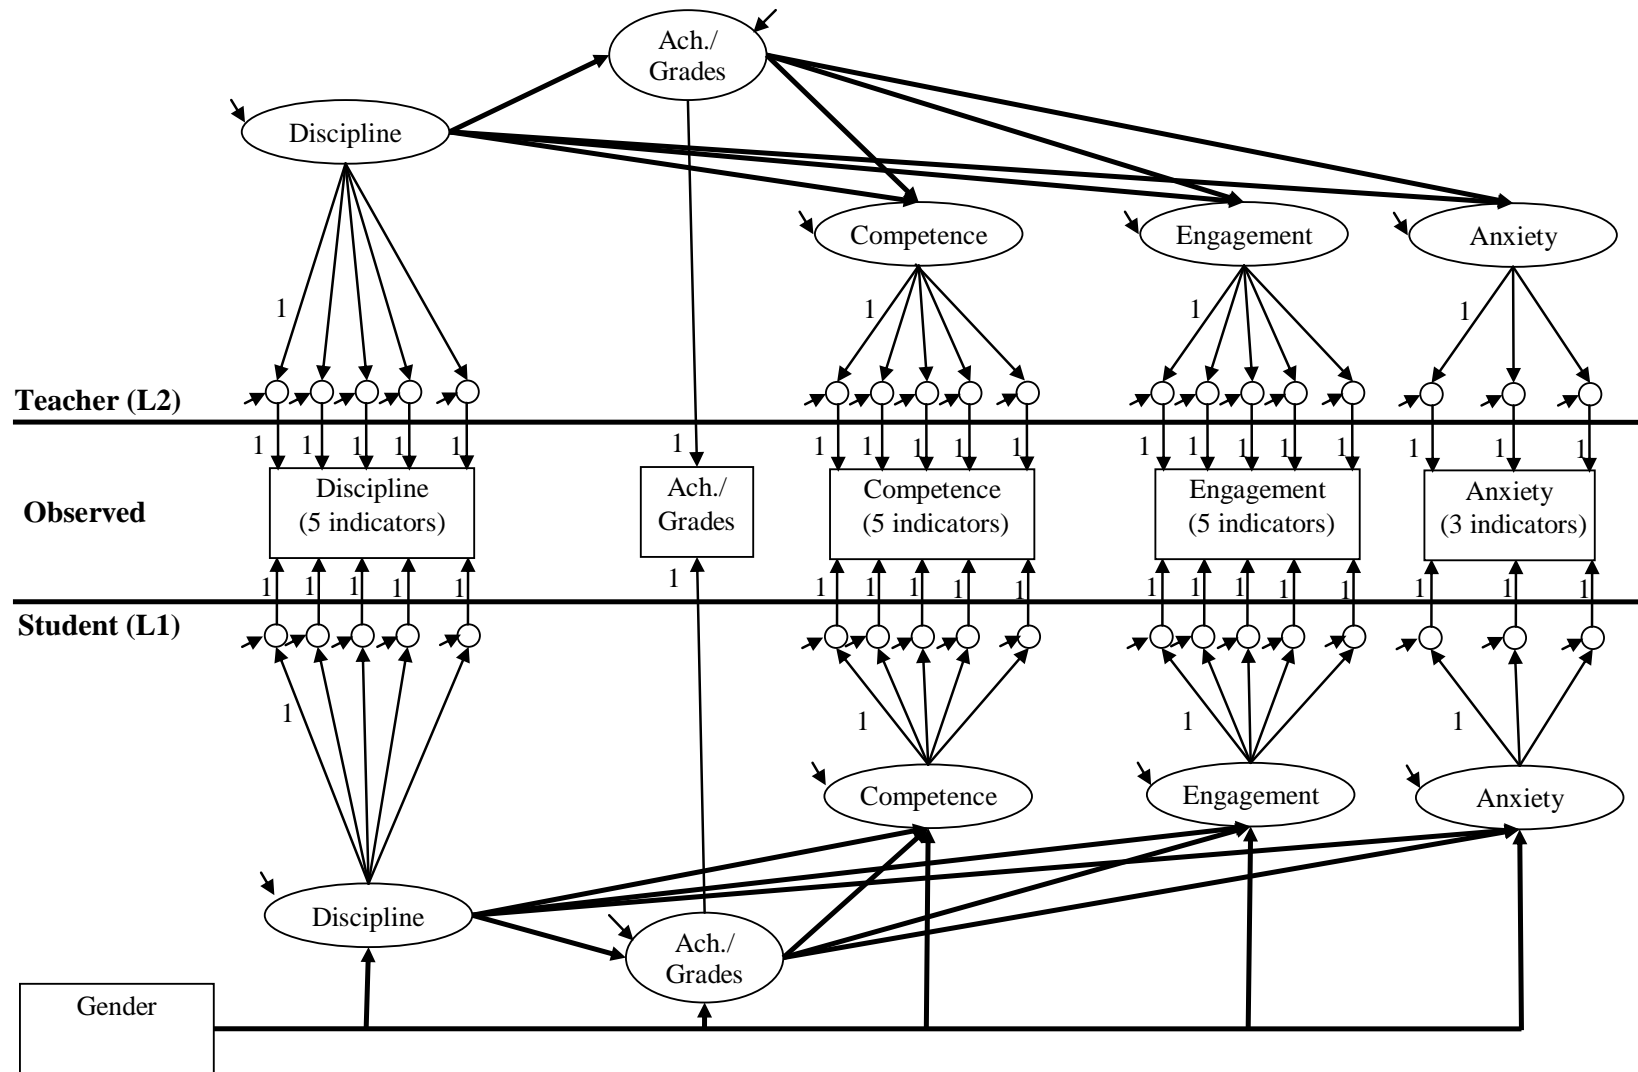 Ach./
Grades
Discipline
Competence
Engagement
Anxiety
1
1
1
1
Teacher (L2)
1 1 1 1 1
1
1 1 1 1 1
1 1 1 1 1
1 1 1
Discipline
(5 indicators)
Ach./
Grades
Competence
(5 indicators)
Engagement
(5 indicators)
Anxiety
(3 indicators)
Observed
1 1 1 1 1
1
1 1 1 1 1
1 1 1 1 1
1 1 1
Student (L1)
1
1
1
1
Competence
Engagement
Anxiety
Discipline
Ach./
Grades
Gender